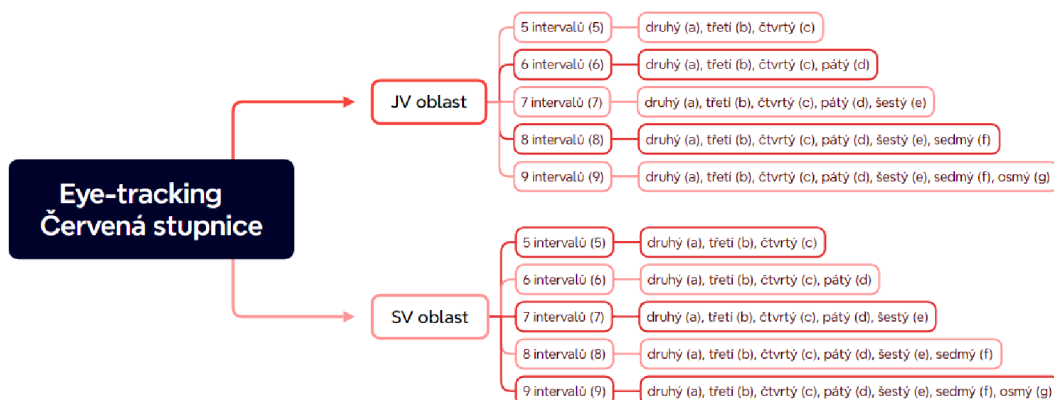 Eye-tracking
Červená stupnice
JV oblast
5 intervalů (5)
druhý (a), třetí (b), čtvrtý (c)
6 intervalů (6)
druhý (a), třetí (b), čtvrtý (c), pátý (d)
7 intervalů (7)
druhý (a), třetí (b), čtvrtý (c), pátý (d), šestý (e)
8 intervalů (8)
druhý (a), třetí (b), čtvrtý (c), pátý (d), šestý (e), sedmý (f)
9 intervalů (9)
druhý (a), třetí (b), čtvrtý (c), pátý (d), šestý (e), sedmý (f), osmý (g)
SV oblast
5 intervalů (5)
druhý (a), třetí (b), čtvrtý (c)
6 intervalů (6)
druhý (a), třetí (b), čtvrtý (c), pátý (d)
7 intervalů (7)
druhý (a), třetí (b), čtvrtý (c), pátý (d), šestý (e)
8 intervalů (8)
druhý (a), třetí (b), čtvrtý (c), pátý (d), šestý (e), sedmý (f)
9 intervalů (9)
druhý (a), třetí (b), čtvrtý (c), pátý (d), šestý (e), sedmý (f), osmý (g)